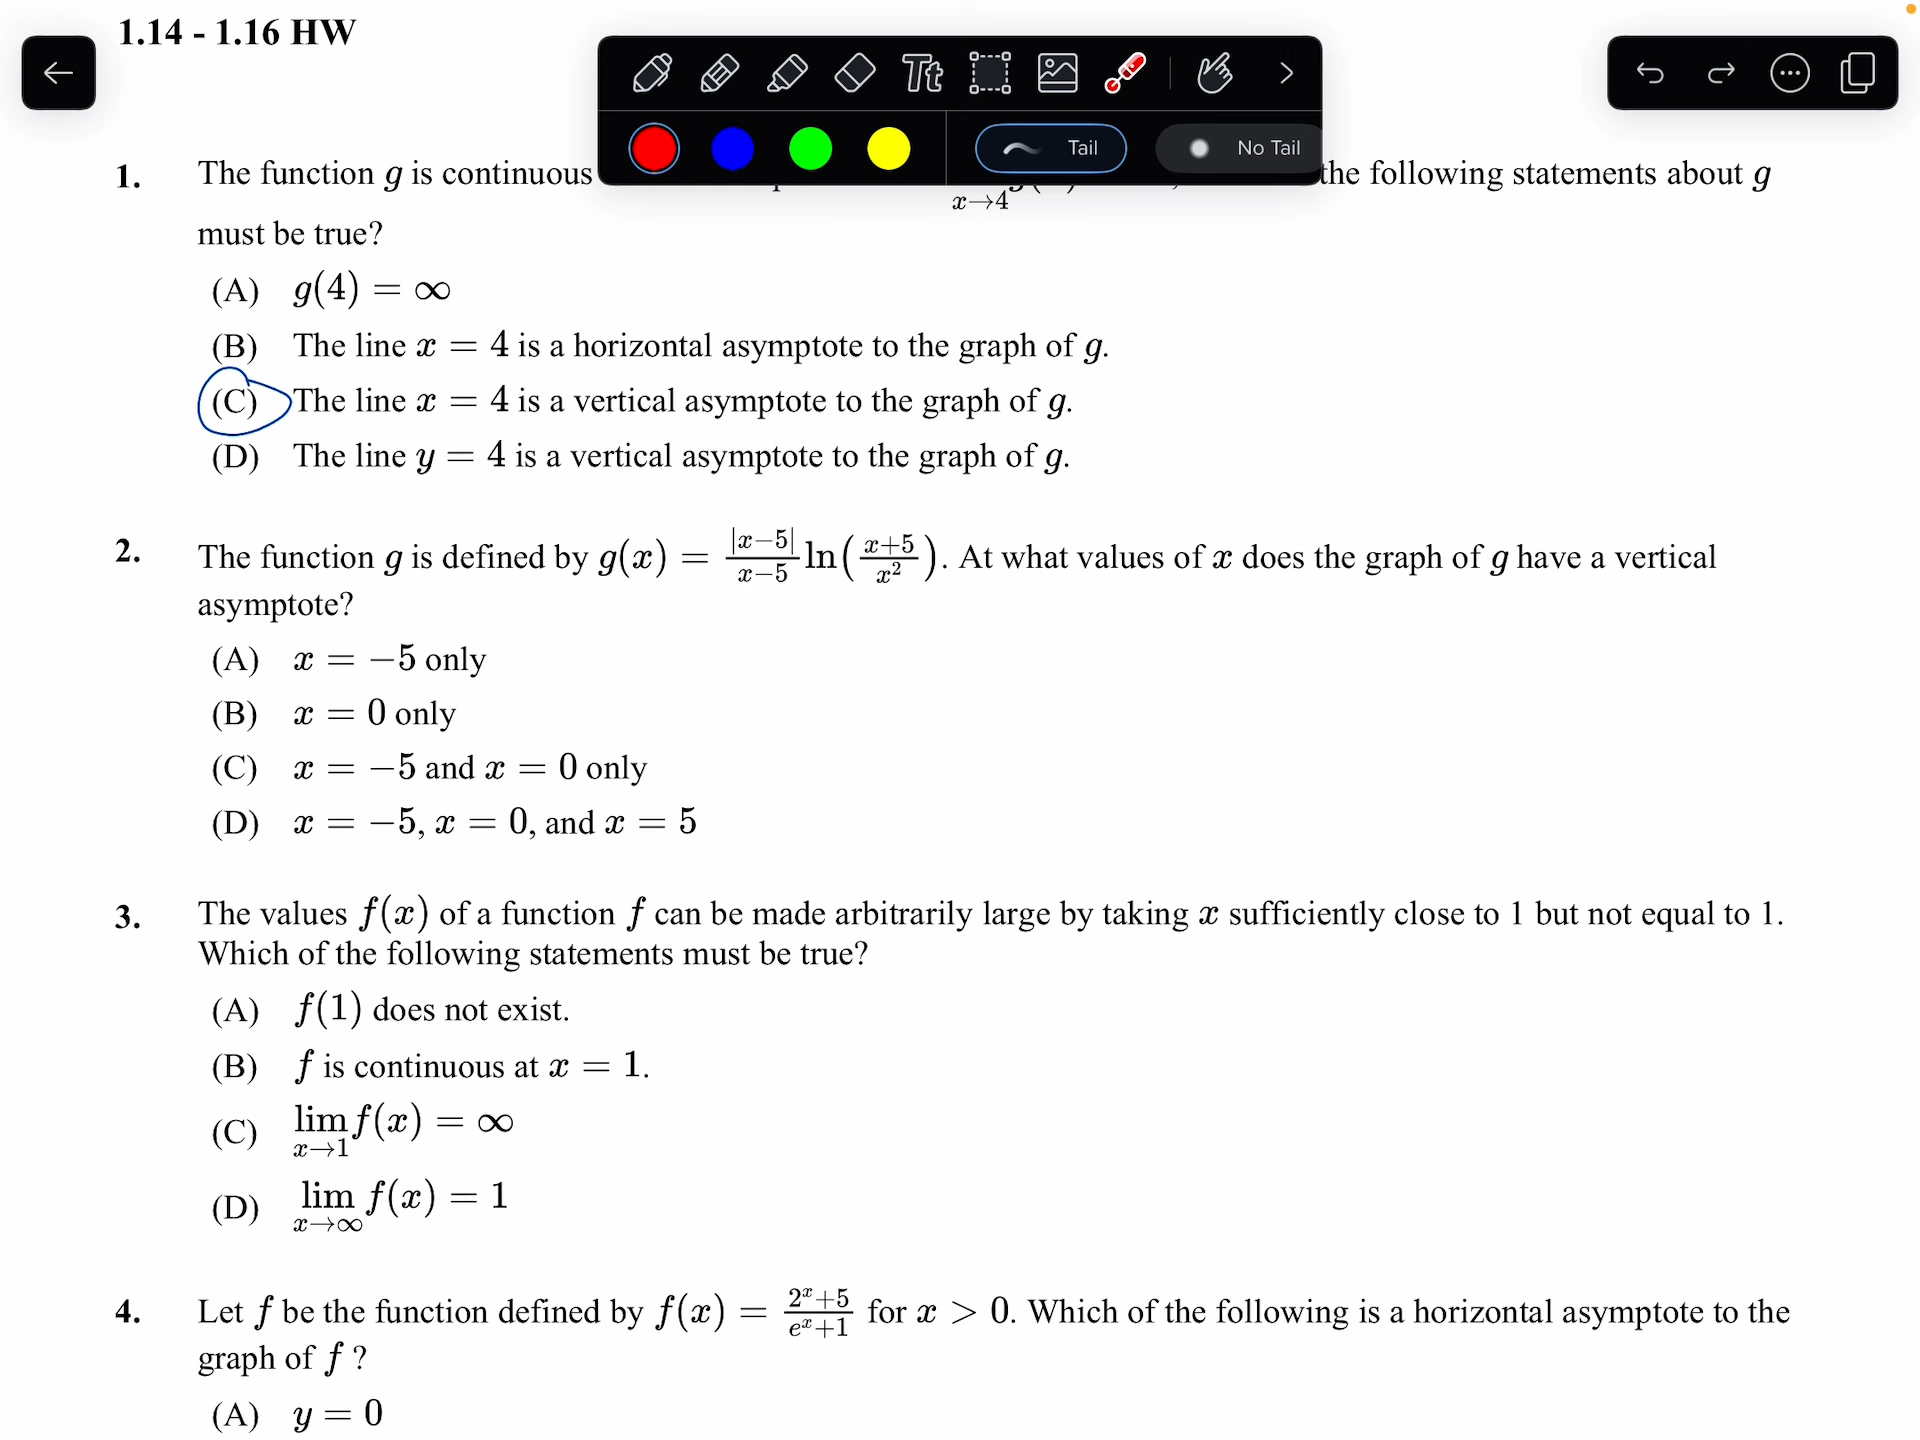 1.14 - 1.16 HW
Tt
Tail
No Tail
1. The function g is continuous
the following statements about g
x→4
must be true?
(A) g(4) = ∞
(B) The line x = 4 is a horizontal asymptote to the graph of g.
(C) The line x = 4 is a vertical asymptote to the graph of g.
(D) The line y = 4 is a vertical asymptote to the graph of g.
2. The function g is defined by g(x) = |x−5|/(x−5) ln((x+5)/x²). At what values of x does the graph of g have a vertical
asymptote?
(A) x = −5 only
(B) x = 0 only
(C) x = −5 and x = 0 only
(D) x = −5, x = 0, and x = 5
3. The values f(x) of a function f can be made arbitrarily large by taking x sufficiently close to 1 but not equal to 1.
Which of the following statements must be true?
(A) f(1) does not exist.
(B) f is continuous at x = 1.
(C) lim x→1 f(x) = ∞
(D) lim x→∞ f(x) = 1
4. Let f be the function defined by f(x) = (2ˣ+5)/(eˣ+1) for x > 0. Which of the following is a horizontal asymptote to the
graph of f ?
(A) y = 0